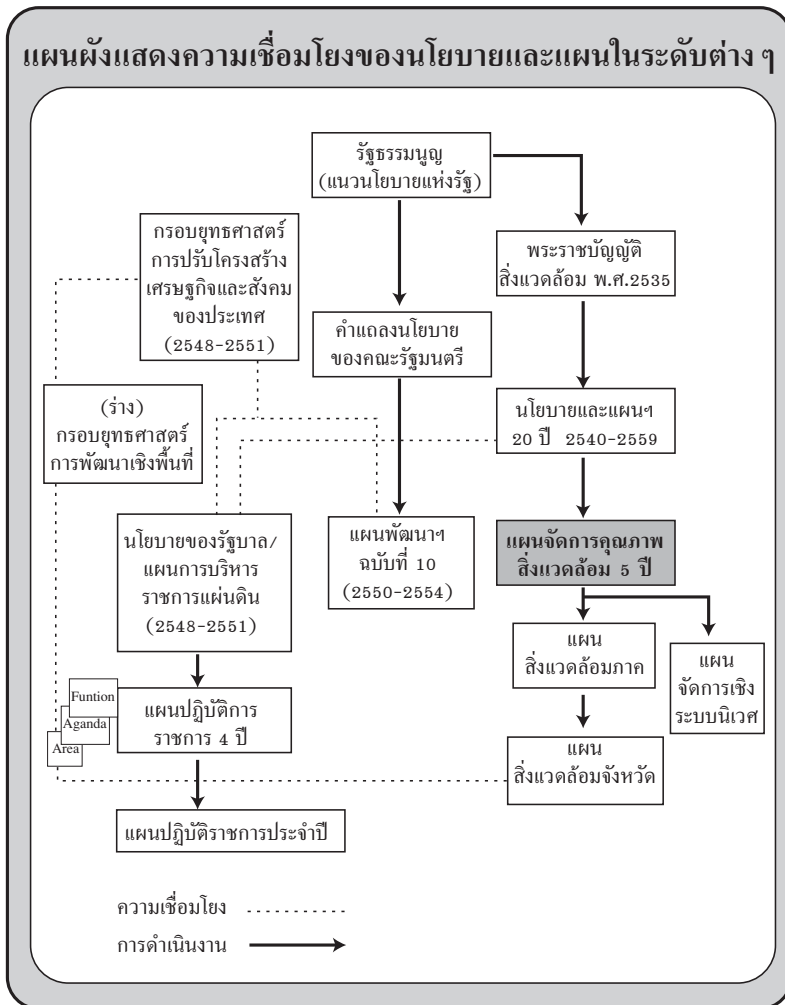 แผนผังแสดงความเชื่อมโยงของนโยบายและแผนในระดับต่าง ๆ
รัฐธรรมนูญ
(แนวนโยบายแห่งรัฐ)
กรอบยุทธศาสตร์
การปรับโครงสร้าง
เศรษฐกิจและสังคม
ของประเทศ
(2548-2551)
พระราชบัญญัติ
สิ่งแวดล้อม พ.ศ.2535
คำแถลงนโยบาย
ของคณะรัฐมนตรี
(ร่าง)
กรอบยุทธศาสตร์
การพัฒนาเชิงพื้นที่
นโยบายและแผนฯ
20 ปี 2540-2559
นโยบายของรัฐบาล/
แผนการบริหาร
ราชการแผ่นดิน
(2548-2551)
แผนพัฒนาฯ
ฉบับที่ 10
(2550-2554)
แผนจัดการคุณภาพ
สิ่งแวดล้อม 5 ปี
แผน
สิ่งแวดล้อมภาค
แผน
จัดการเชิง
ระบบนิเวศ
Funtion
Aganda
Area
แผนปฏิบัติการ
ราชการ 4 ปี
แผน
สิ่งแวดล้อมจังหวัด
แผนปฏิบัติราชการประจำปี
ความเชื่อมโยง
การดำเนินงาน